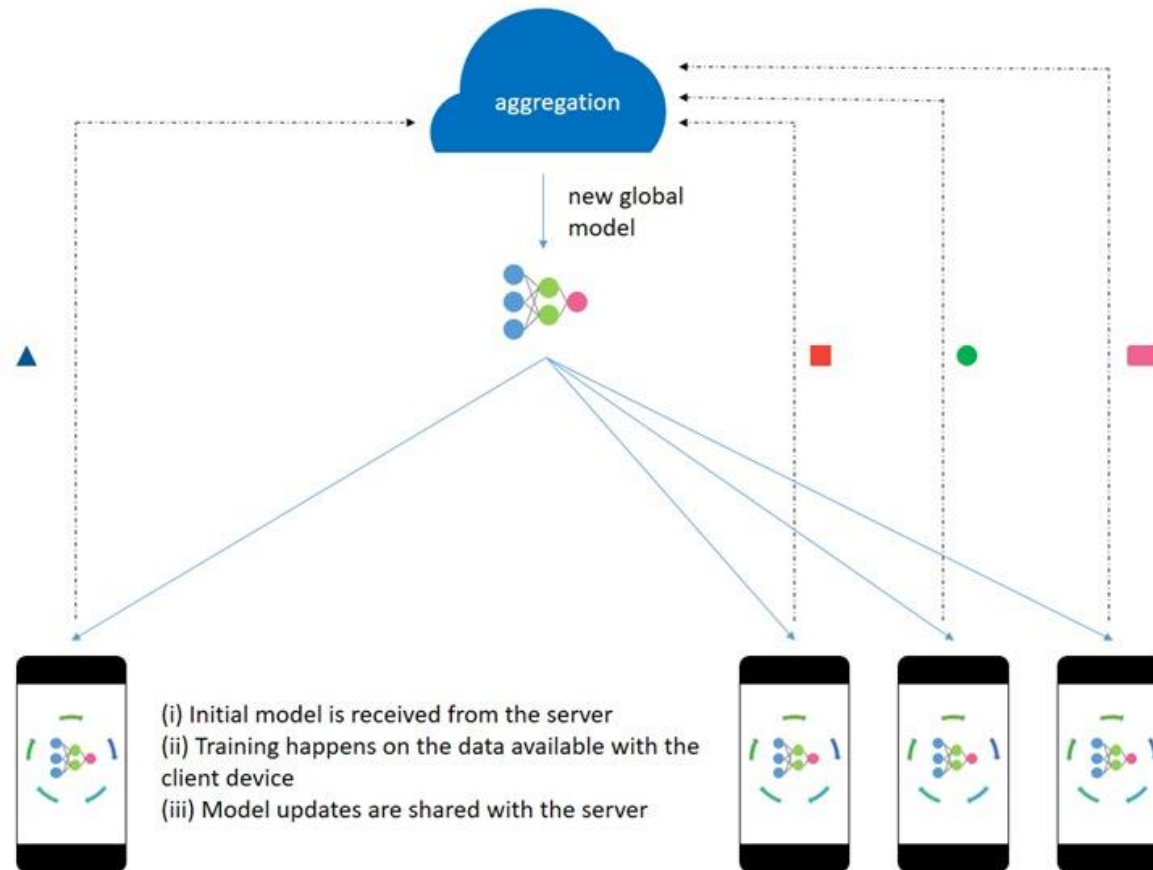 aggregation
new global
model
(i) Initial model is received from the server
(ii) Training happens on the data available with the
client device
(iii) Model updates are shared with the server